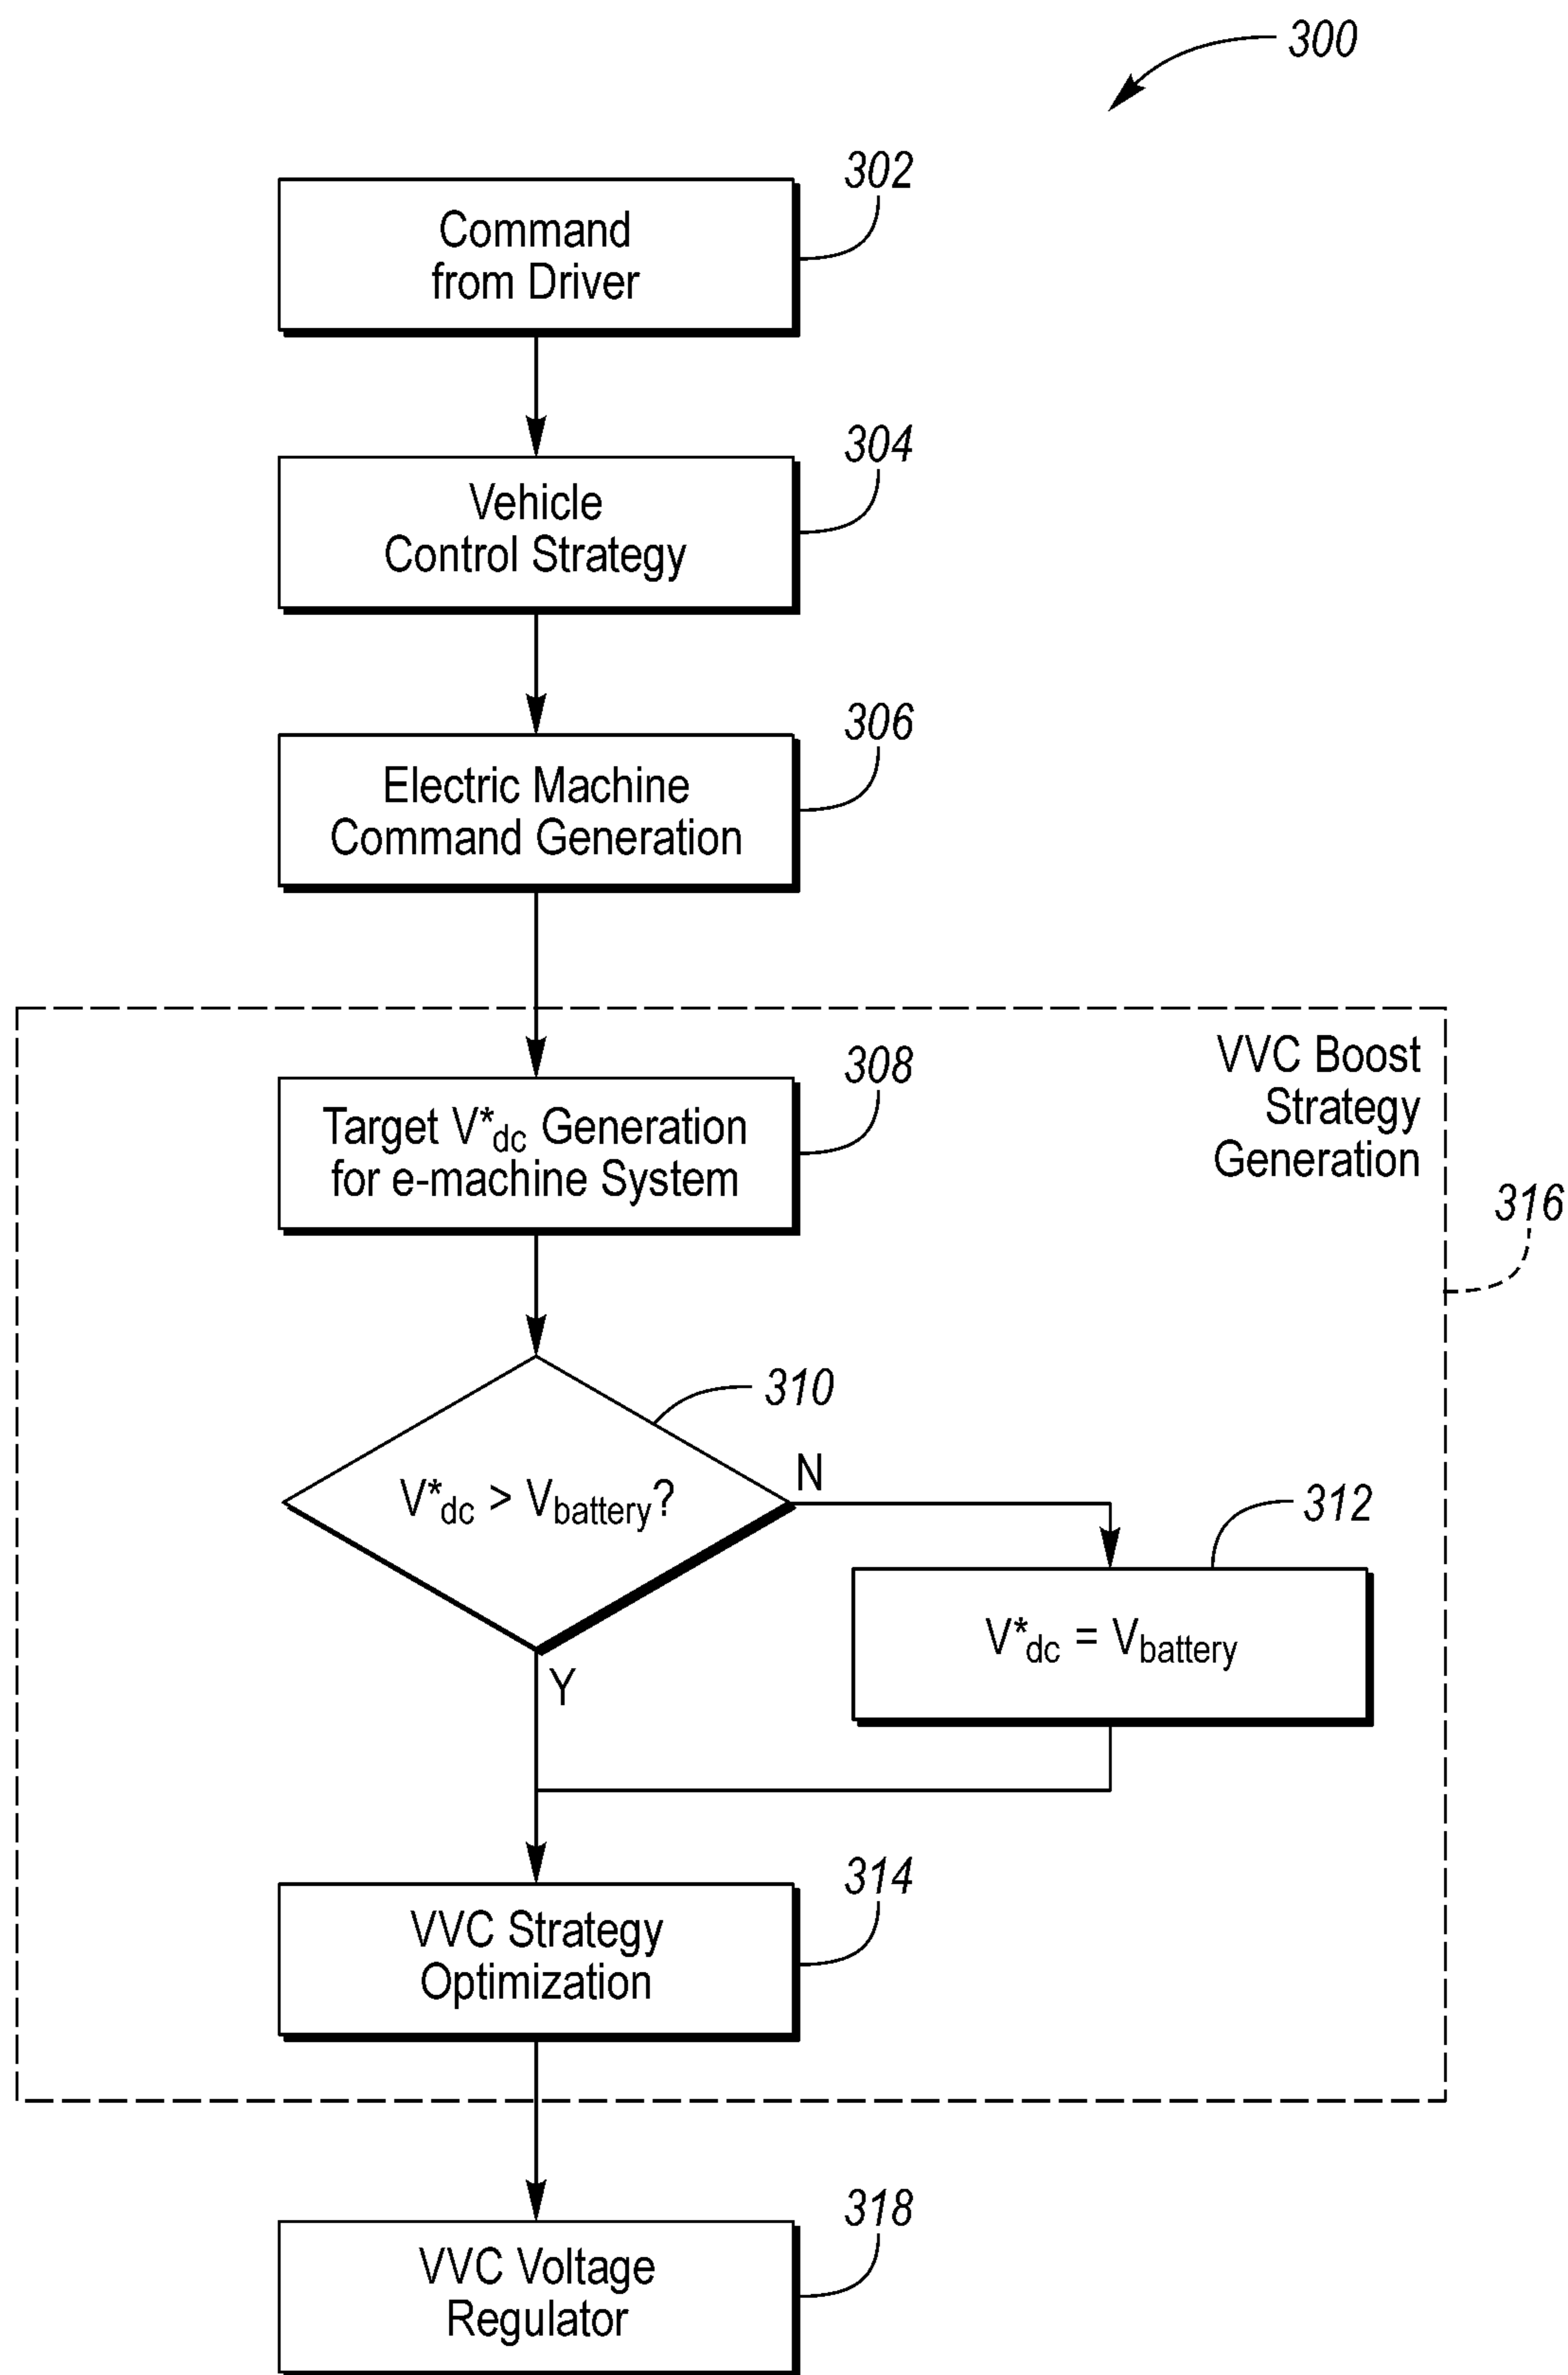 300
302
Command
from Driver
304
Vehicle
Control Strategy
306
Electric Machine
Command Generation
VVC Boost
Strategy
Generation
308
Target V*dc Generation
for e-machine System
316
310
V*dc > Vbattery?
N
312
V*dc = Vbattery
Y
314
VVC Strategy
Optimization
318
VVC Voltage
Regulator